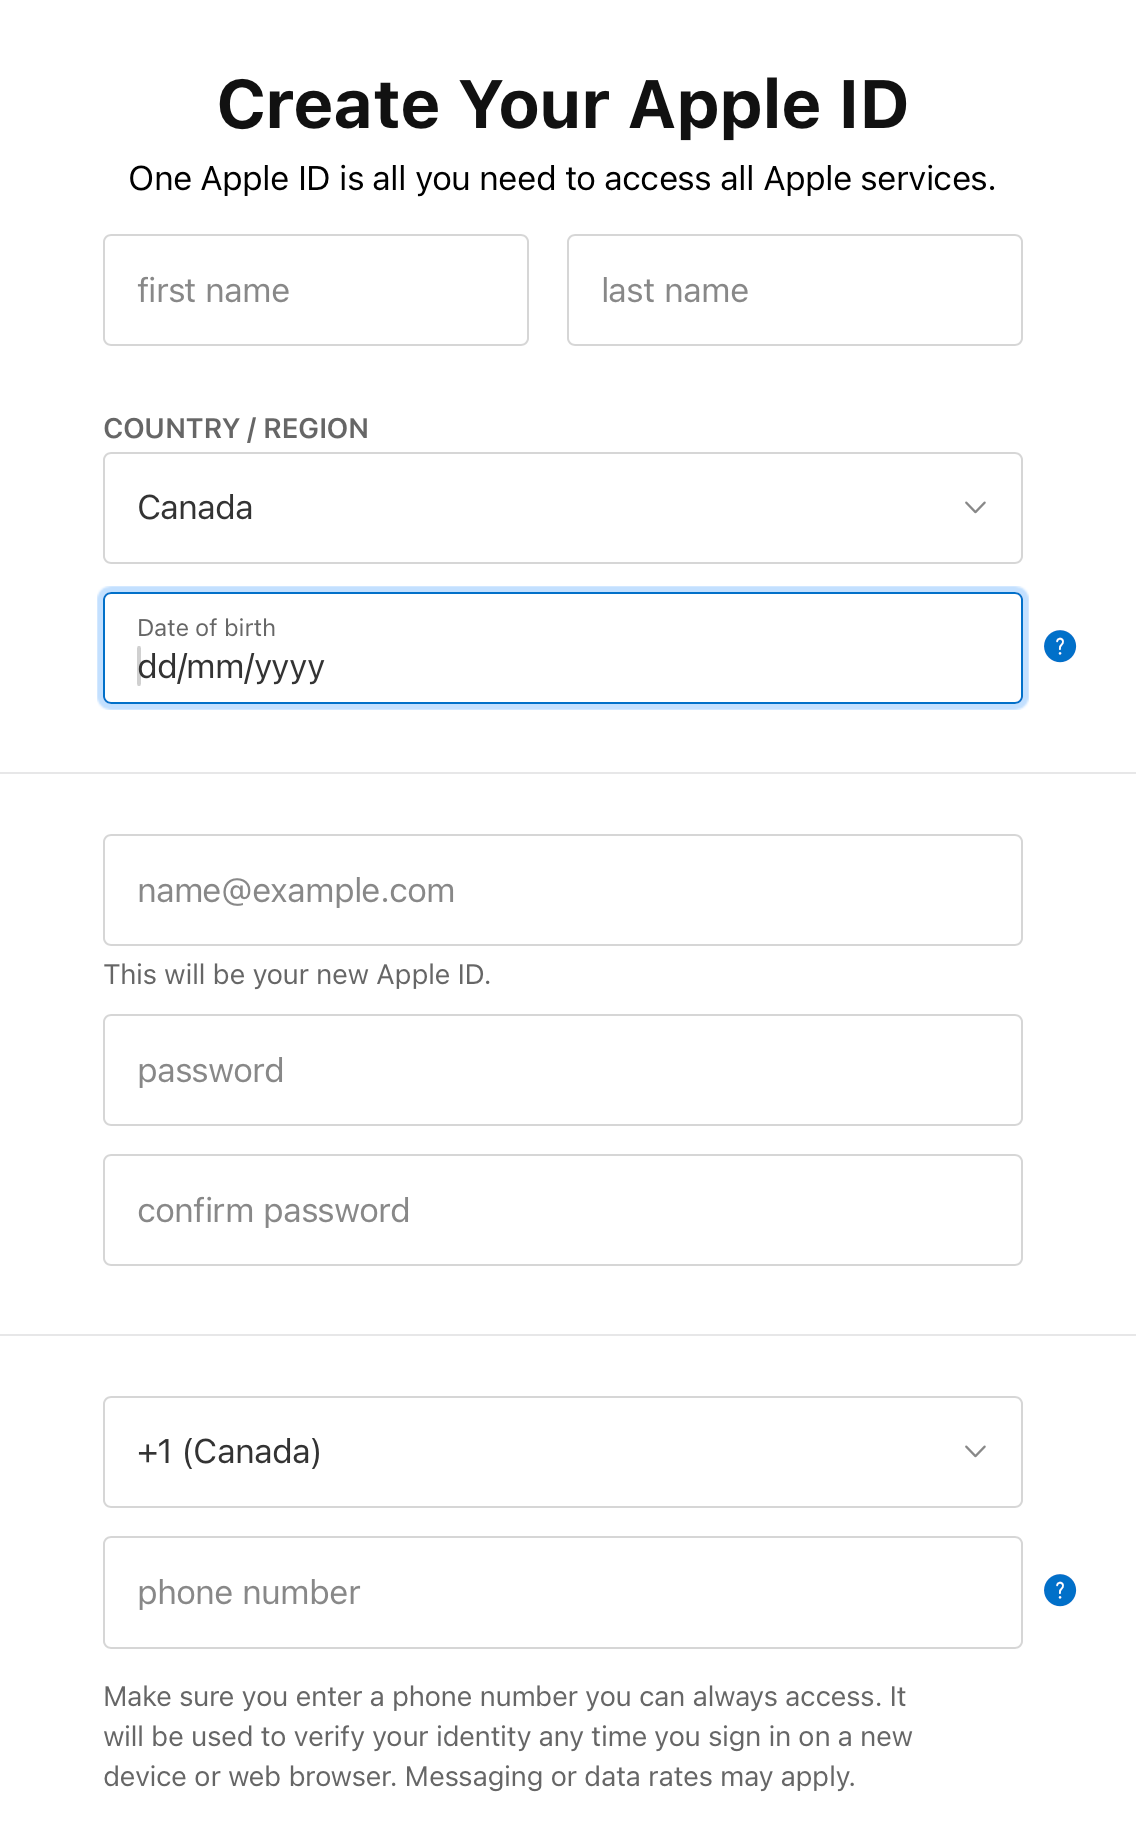 Create Your Apple ID
One Apple ID is all you need to access all Apple services.
first name
last name
COUNTRY / REGION
Canada
Date of birth
dd/mm/yyyy
?
name@example.com
This will be your new Apple ID.
password
confirm password
+1 (Canada)
phone number
?
Make sure you enter a phone number you can always access. It
will be used to verify your identity any time you sign in on a new
device or web browser. Messaging or data rates may apply.